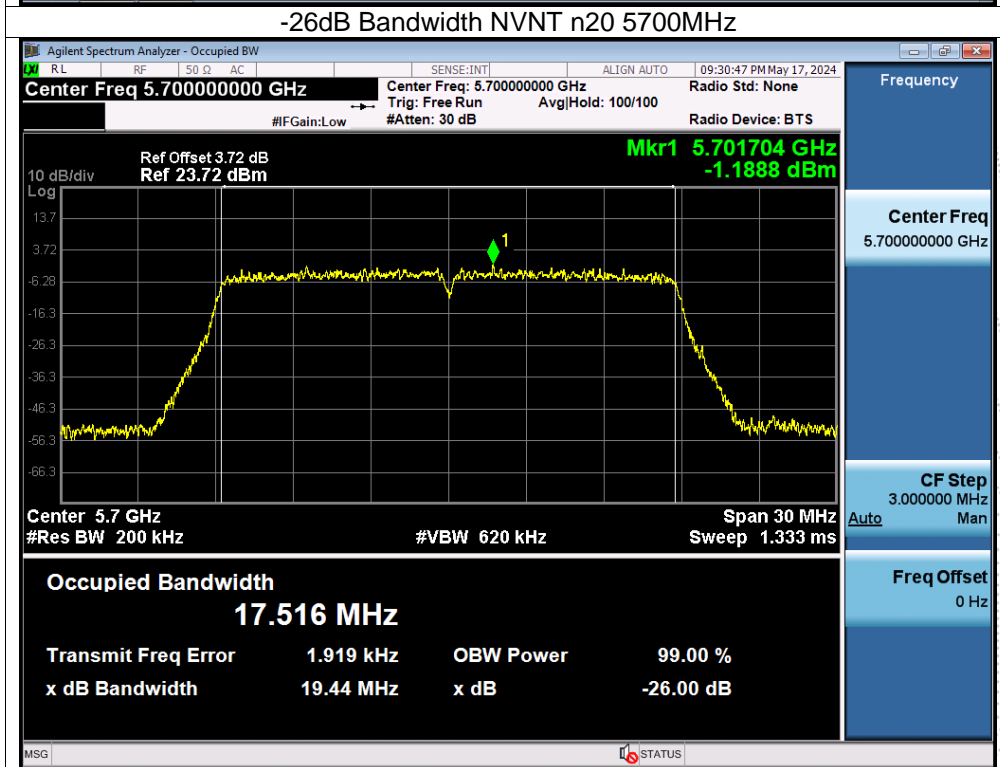 -26dB Bandwidth NVNT n20 5700MHz
Agilent Spectrum Analyzer - Occupied BW
LXI RL RF 50 Ω AC SENSE:INT ALIGN AUTO 09:30:47 PM May 17, 2024
Center Freq 5.700000000 GHz
Center Freq: 5.700000000 GHz
Radio Std: None
Trig: Free Run Avg|Hold: 100/100
#IFGain:Low #Atten: 30 dB Radio Device: BTS
Mkr1 5.701704 GHz
-1.1888 dBm
Ref Offset 3.72 dB
10 dB/div Ref 23.72 dBm
Log
13.7
3.72
-6.28
-16.3
-26.3
-36.3
-46.3
-56.3
-66.3
1
Center 5.7 GHz Span 30 MHz
#Res BW 200 kHz #VBW 620 kHz Sweep 1.333 ms
Occupied Bandwidth
17.516 MHz
Transmit Freq Error 1.919 kHz OBW Power 99.00 %
x dB Bandwidth 19.44 MHz x dB -26.00 dB
Frequency
Center Freq
5.700000000 GHz
CF Step
3.000000 MHz
Auto Man
Freq Offset
0 Hz
MSG STATUS